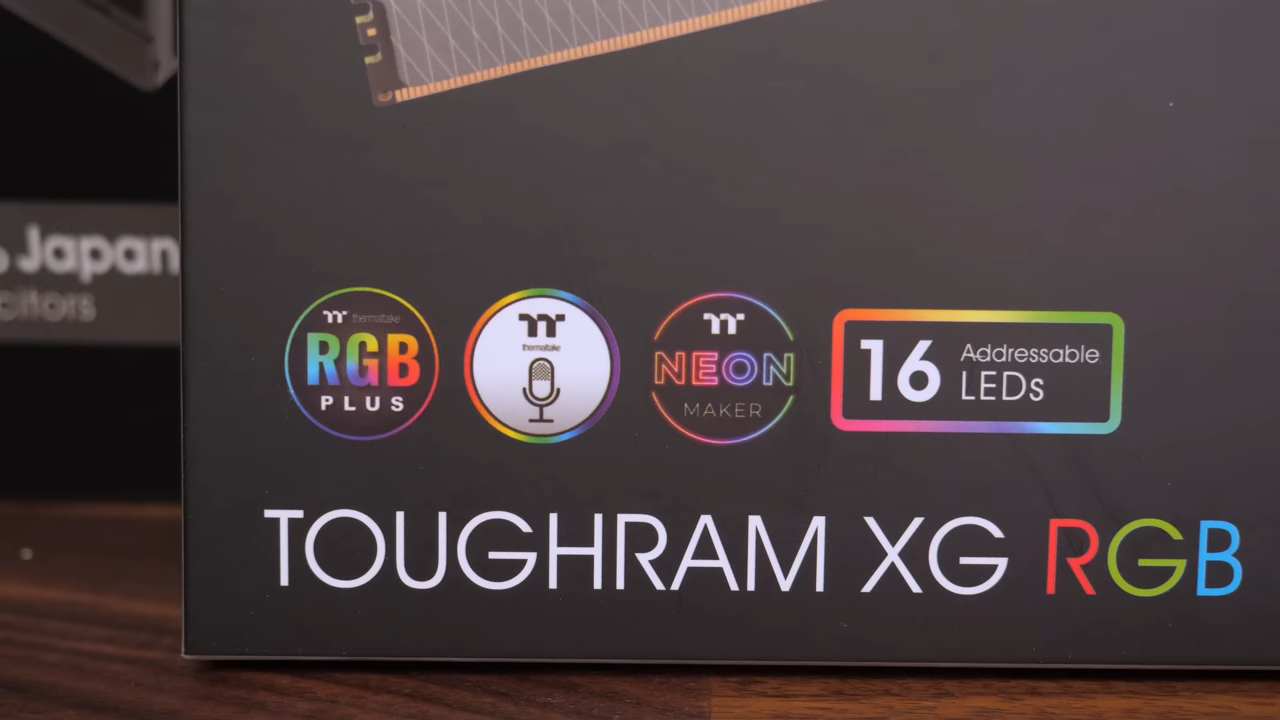 Japan
citors
thermaltake
RGB
PLUS
thermaltake
NEON
MAKER
16 Addressable
LEDs
TOUGHRAM XG RGB